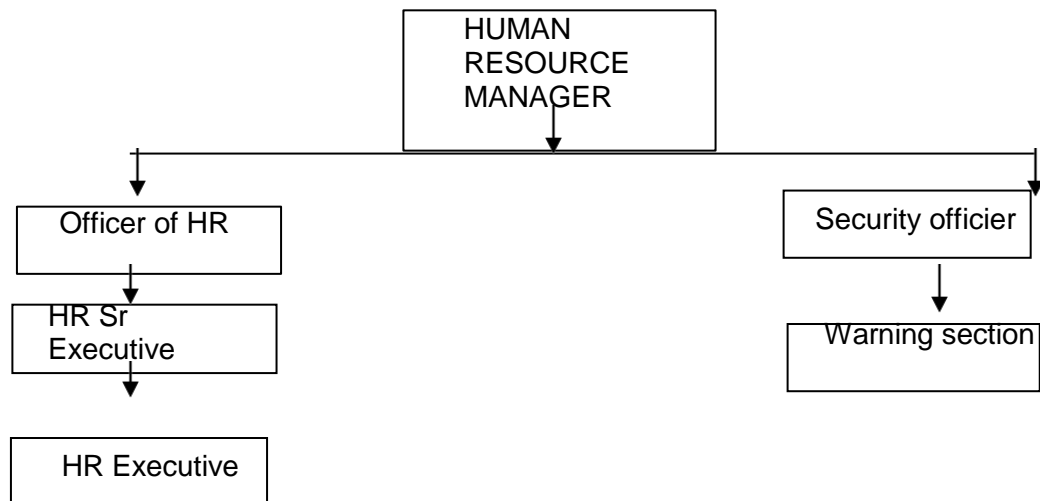 HUMAN
RESOURCE
MANAGER
Officer of HR
Security officier
HR Sr
Executive
Warning section
HR Executive